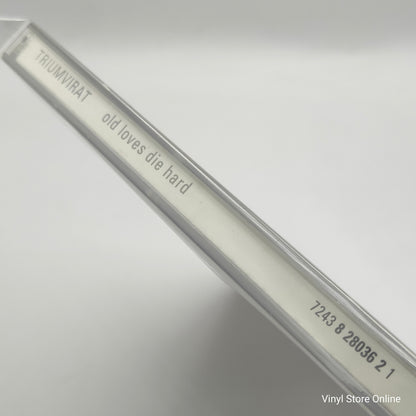 TRIUMVIRAT old loves die hard 7243 8 28036 2 1
Vinyl Store Online